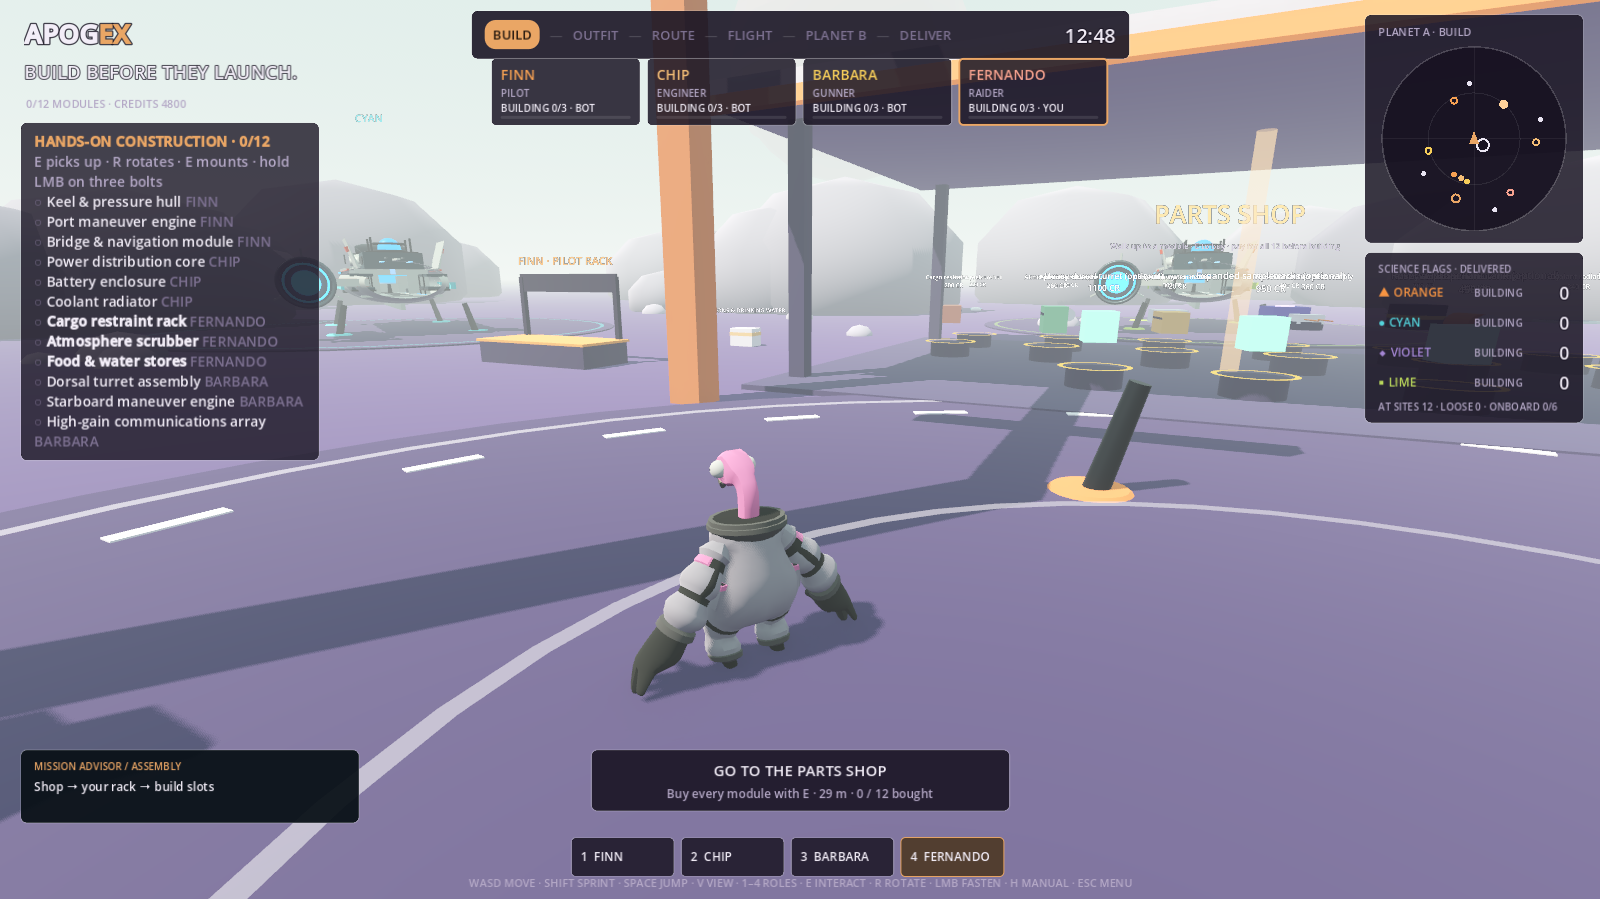 APOGEX
BUILD BEFORE THEY LAUNCH.
0/12 MODULES · CREDITS 4800
HANDS-ON CONSTRUCTION · 0/12
E picks up · R rotates · E mounts · hold
LMB on three bolts
Keel & pressure hull FINN
Port maneuver engine FINN
Bridge & navigation module FINN
Power distribution core CHIP
Battery enclosure CHIP
Coolant radiator CHIP
Cargo restraint rack FERNANDO
Atmosphere scrubber FERNANDO
Food & water stores FERNANDO
Dorsal turret assembly BARBARA
Starboard maneuver engine BARBARA
High-gain communications array
BARBARA
BUILD — OUTFIT — ROUTE — FLIGHT — PLANET B — DELIVER 12:48
FINN
PILOT
BUILDING 0/3 · BOT
CHIP
ENGINEER
BUILDING 0/3 · BOT
BARBARA
GUNNER
BUILDING 0/3 · BOT
FERNANDO
RAIDER
BUILDING 0/3 · YOU
CYAN
FINN · PILOT RACK
PARTS SHOP
PLANET A · BUILD
SCIENCE FLAGS · DELIVERED
ORANGE BUILDING 0
CYAN BUILDING 0
VIOLET BUILDING 0
LIME BUILDING 0
AT SITES 12 · LOOSE 0 · ONBOARD 0/6
MISSION ADVISOR / ASSEMBLY
Shop → your rack → build slots
GO TO THE PARTS SHOP
Buy every module with E · 29 m · 0 / 12 bought
1 FINN
2 CHIP
3 BARBARA
4 FERNANDO
WASD MOVE · SHIFT SPRINT · SPACE JUMP · V VIEW · 1–4 ROLES · E INTERACT · R ROTATE · LMB FASTEN · H MANUAL · ESC MENU